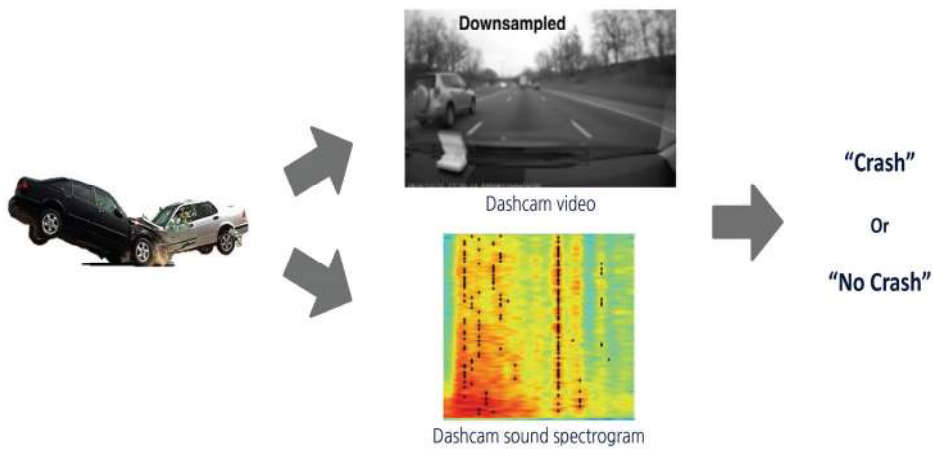 Downsampled
Dashcam video
Dashcam sound spectrogram
“Crash”
Or
“No Crash”